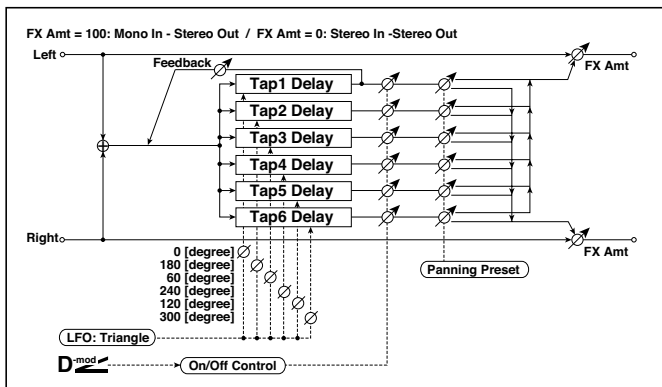 FX Amt = 100: Mono In - Stereo Out / FX Amt = 0: Stereo In -Stereo Out
Left
FX Amt
Feedback
Tap1 Delay
Tap2 Delay
Tap3 Delay
Tap4 Delay
Tap5 Delay
Tap6 Delay
Right
FX Amt
0 [degree]
180 [degree]
60 [degree]
240 [degree]
120 [degree]
300 [degree]
Panning Preset
LFO: Triangle
D-mod
On/Off Control